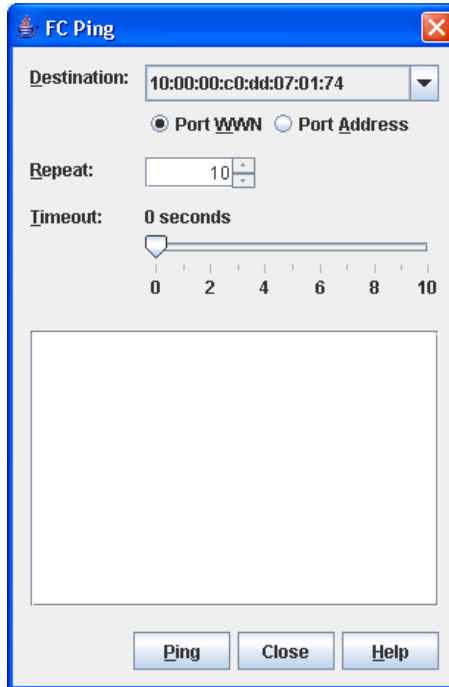 FC Ping
Destination: 10:00:00:c0:dd:07:01:74
Port WWN Port Address
Repeat: 10
Timeout: 0 seconds
0 2 4 6 8 10
Ping Close Help